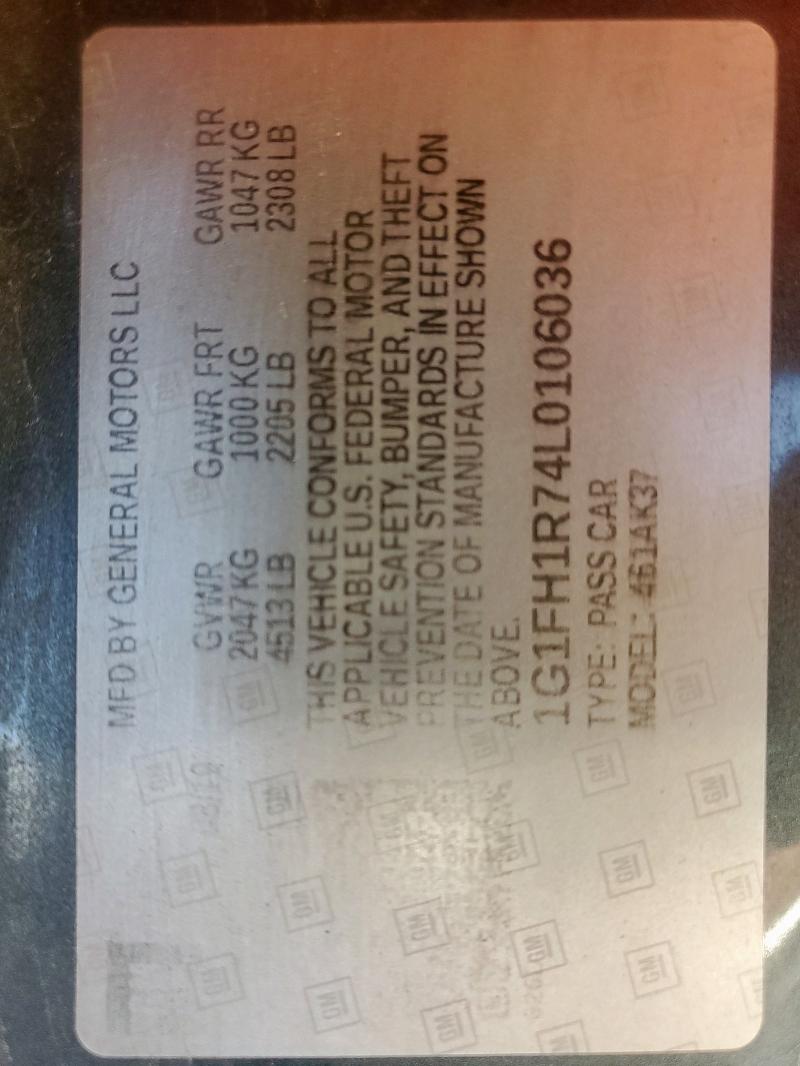 MFD BY GENERAL MOTORS LLC
GVWR GAWR FRT GAWR RR
2047 KG 1000 KG 1047 KG
4513 LB 2205 LB 2308 LB
THIS VEHICLE CONFORMS TO ALL
APPLICABLE U.S. FEDERAL MOTOR
VEHICLE SAFETY, BUMPER, AND THEFT
PREVENTION STANDARDS IN EFFECT ON
THE DATE OF MANUFACTURE SHOWN
ABOVE.
1G1FH1R74L0106036
TYPE: PASS CAR
MODEL: 461AK37
GM